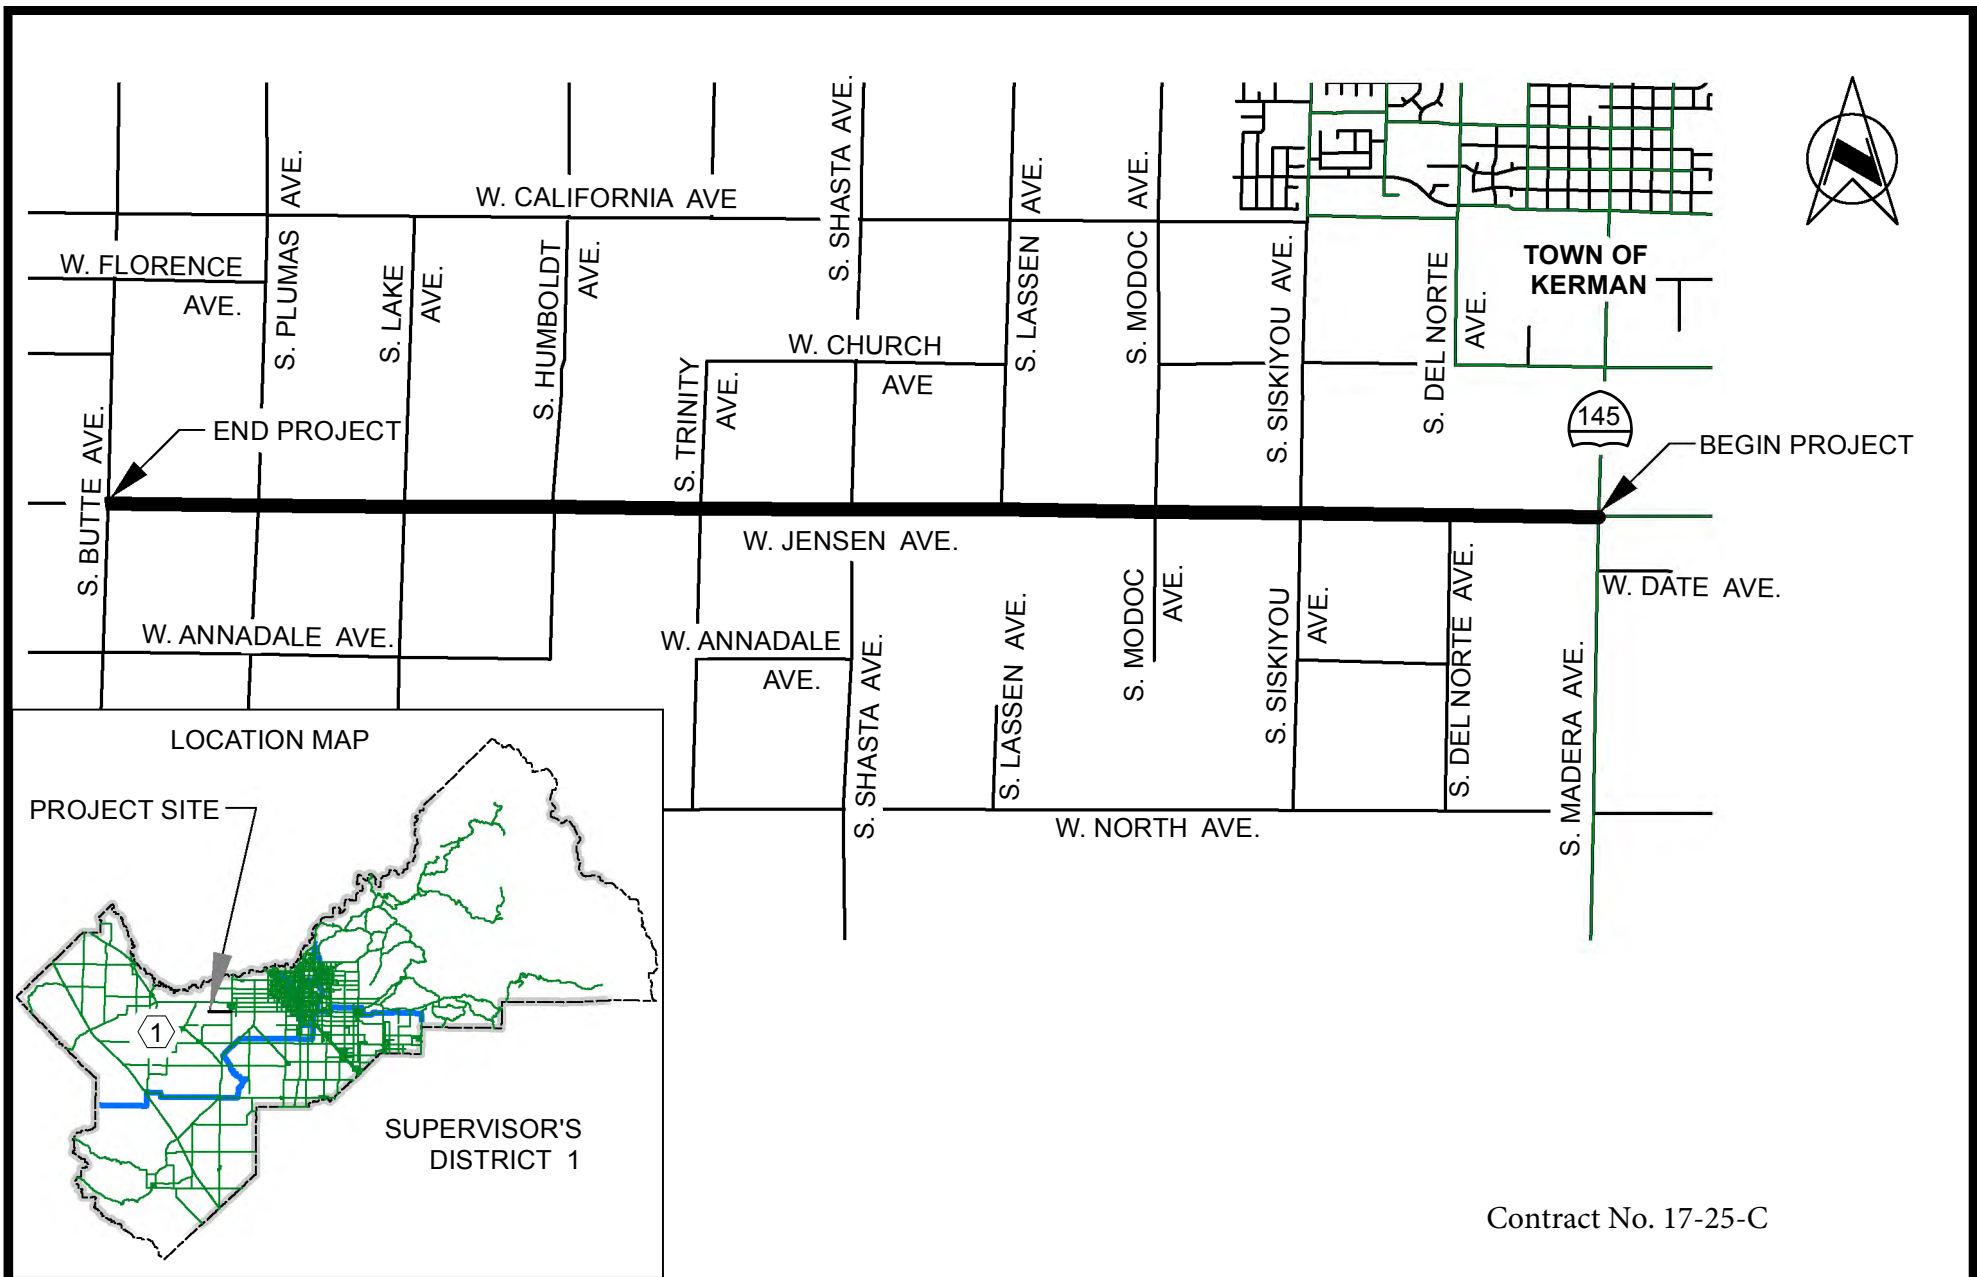 S. SHASTA AVE.
AVE.
AVE.
AVE.
W. CALIFORNIA AVE
S. PLUMAS
W. FLORENCE
AVE.
S. LAKE
AVE.
S. HUMBOLDT
AVE.
S. LASSEN
S. MODOC
S. SISKIYOU AVE.
S. DEL NORTE
AVE.
TOWN OF
KERMAN
W. CHURCH
AVE
S. TRINITY
AVE.
145
END PROJECT
BEGIN PROJECT
S. BUTTE AVE.
W. JENSEN AVE.
W. DATE AVE.
W. ANNADALE AVE.
W. ANNADALE
AVE.
S. SHASTA AVE.
S. LASSEN AVE.
S. MODOC
AVE.
S. SISKIYOU
AVE.
S. DEL NORTE AVE.
S. MADERA AVE.
W. NORTH AVE.
LOCATION MAP
PROJECT SITE
1
SUPERVISOR'S
DISTRICT 1
Contract No. 17-25-C